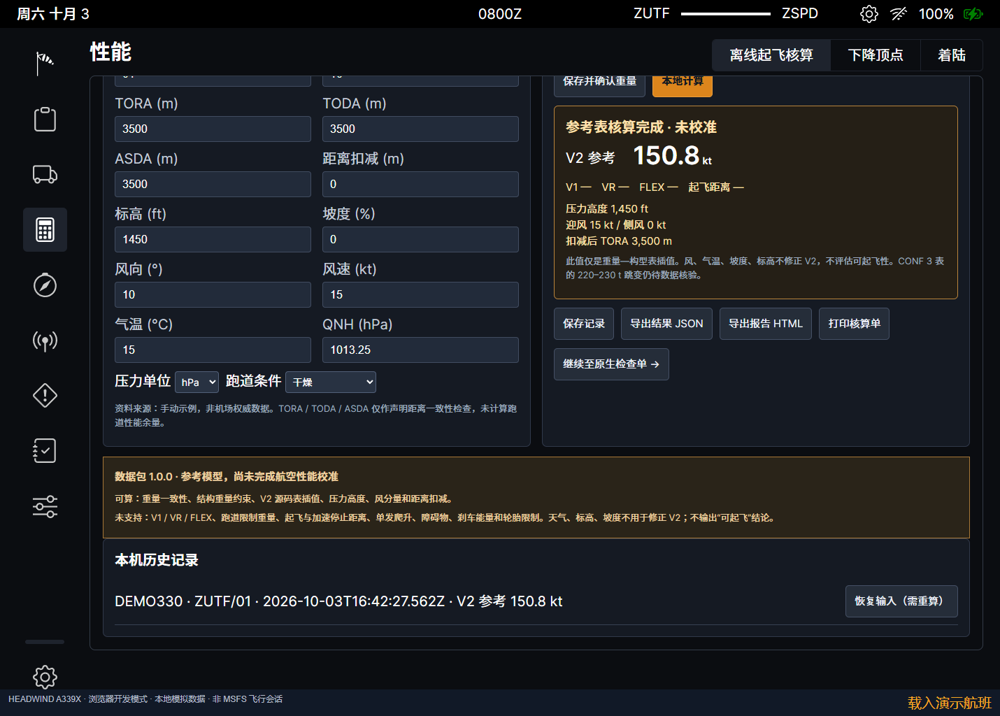 周六 十月 3
0800Z
ZUTF
ZSPD
100%
性能
离线起飞核算
下降顶点
着陆
TORA (m)
TODA (m)
3500
3500
ASDA (m)
距离扣减 (m)
3500
0
标高 (ft)
坡度 (%)
1450
0
风向 (°)
风速 (kt)
10
15
气温 (°C)
QNH (hPa)
15
1013.25
压力单位 hPa 跑道条件 干燥
资料来源：手动示例，非机场权威数据。TORA / TODA / ASDA 仅作声明距离一致性检查，未计算跑
道性能余量。
保存并确认重量
本地计算
参考表核算完成 · 未校准
V2 参考 150.8 kt
V1 — VR — FLEX — 起飞距离 —
压力高度 1,450 ft
迎风 15 kt / 侧风 0 kt
扣减后 TORA 3,500 m
此值仅是重量—构型表插值。风、气温、坡度、标高不修正 V2，不评估可起飞性。CONF 3 表
的 220–230 t 跳变仍待数据核验。
保存记录
导出结果 JSON
导出报告 HTML
打印核算单
继续至原生检查单 →
数据包 1.0.0 · 参考模型，尚未完成航空性能校准
可算：重量一致性、结构重量约束、V2 源码表插值、压力高度、风分量和距离扣减。
未支持：V1 / VR / FLEX、跑道限制重量、起飞与加速停止距离、单发爬升、障碍物、刹车能量和轮胎限制。天气、标高、坡度不用于修正 V2；不输出“可起飞”结论。
本机历史记录
DEMO330 · ZUTF/01 · 2026-10-03T16:42:27.562Z · V2 参考 150.8 kt
恢复输入（需重算）
HEADWIND A339X · 浏览器开发模式 · 本地模拟数据 · 非 MSFS 飞行会话
载入演示航班